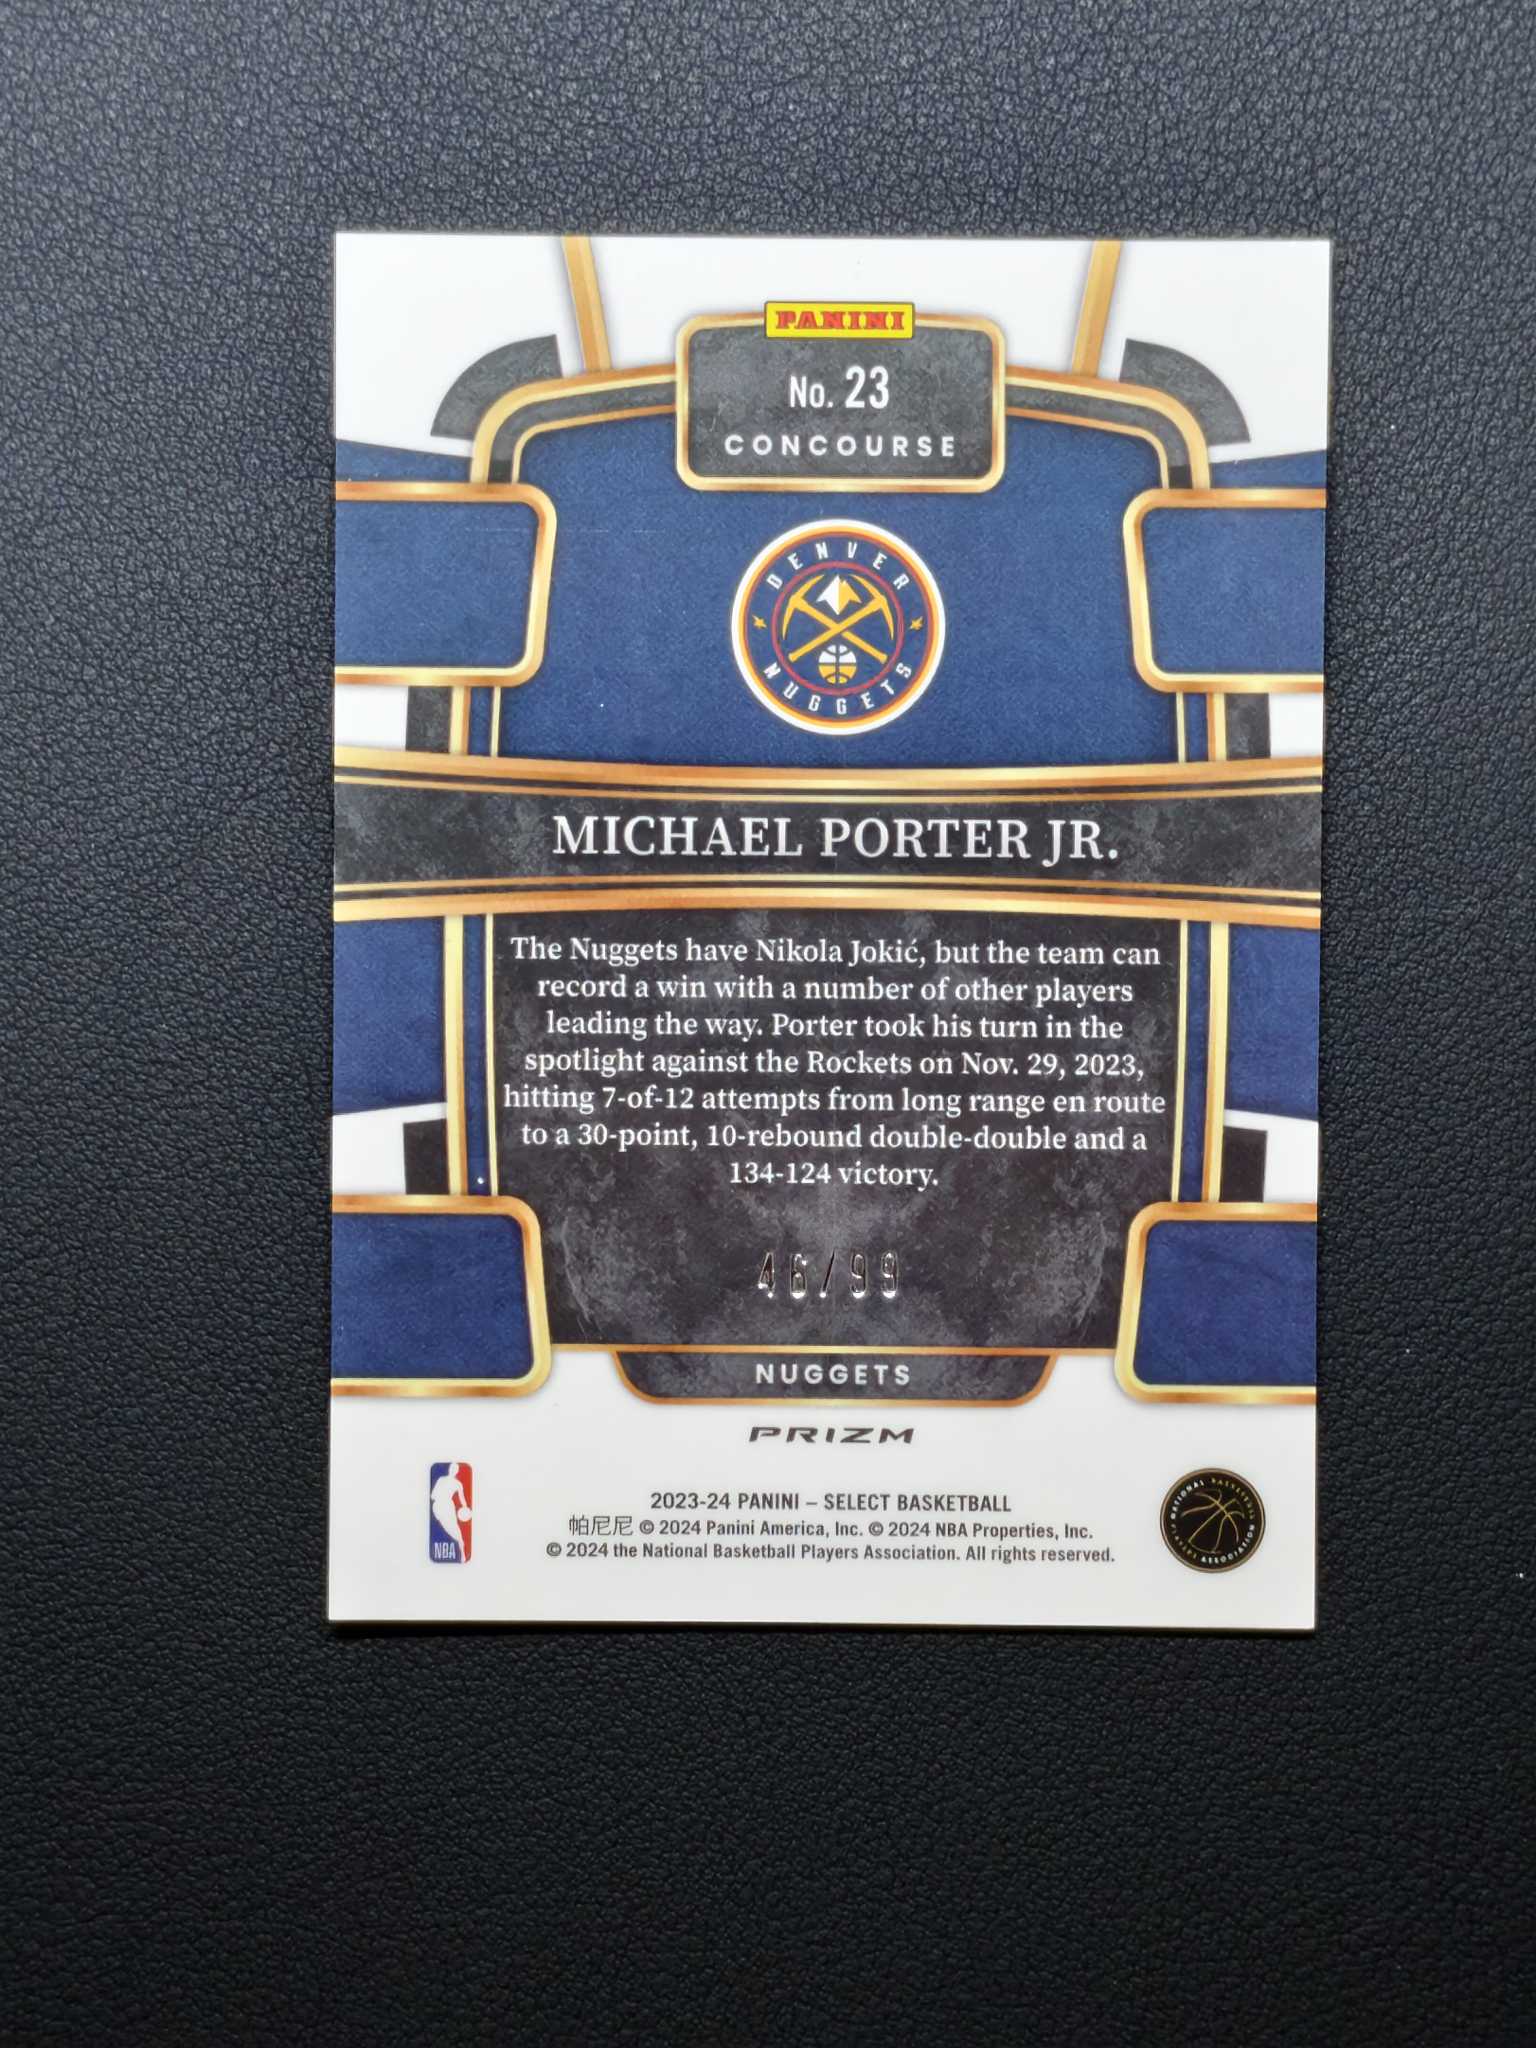 PANINI
No. 23
CONCOURSE
DENVER
NUGGETS
MICHAEL PORTER JR.
The Nuggets have Nikola Jokić, but the team can
record a win with a number of other players
leading the way. Porter took his turn in the
spotlight against the Rockets on Nov. 29, 2023,
hitting 7-of-12 attempts from long range en route
to a 30-point, 10-rebound double-double and a
134-124 victory.
46/99
NUGGETS
PRIZM
2023-24 PANINI – SELECT BASKETBALL
帕尼尼 © 2024 Panini America, Inc. © 2024 NBA Properties, Inc.
© 2024 the National Basketball Players Association. All rights reserved.
NBA
NATIONAL BASKETBALL
PLAYERS ASSOCIATION